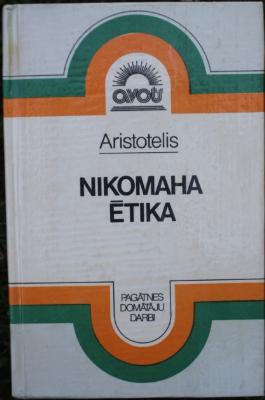 avots
Aristotelis
NIKOMAHA
ĒTIKA
PAGĀTNES
DOMĀTĀJU
DARBI